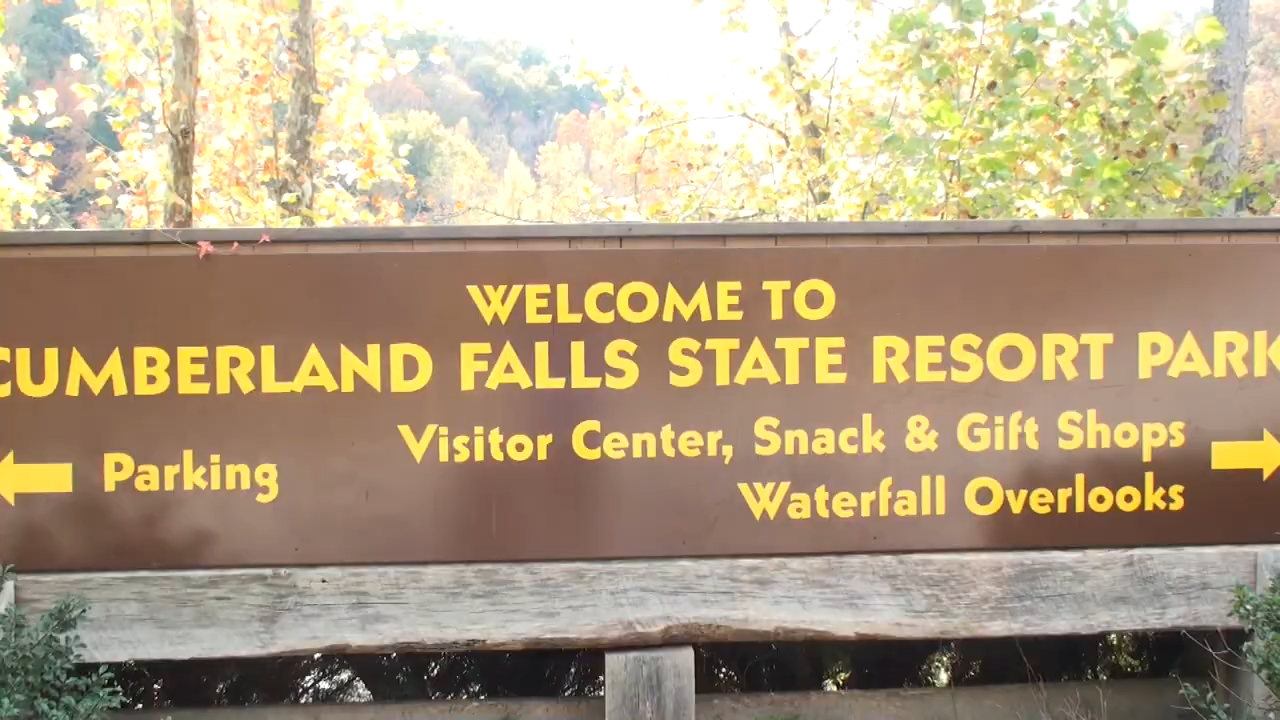 WELCOME TO
CUMBERLAND FALLS STATE RESORT PARK
Visitor Center, Snack & Gift Shops
Parking
Waterfall Overlooks